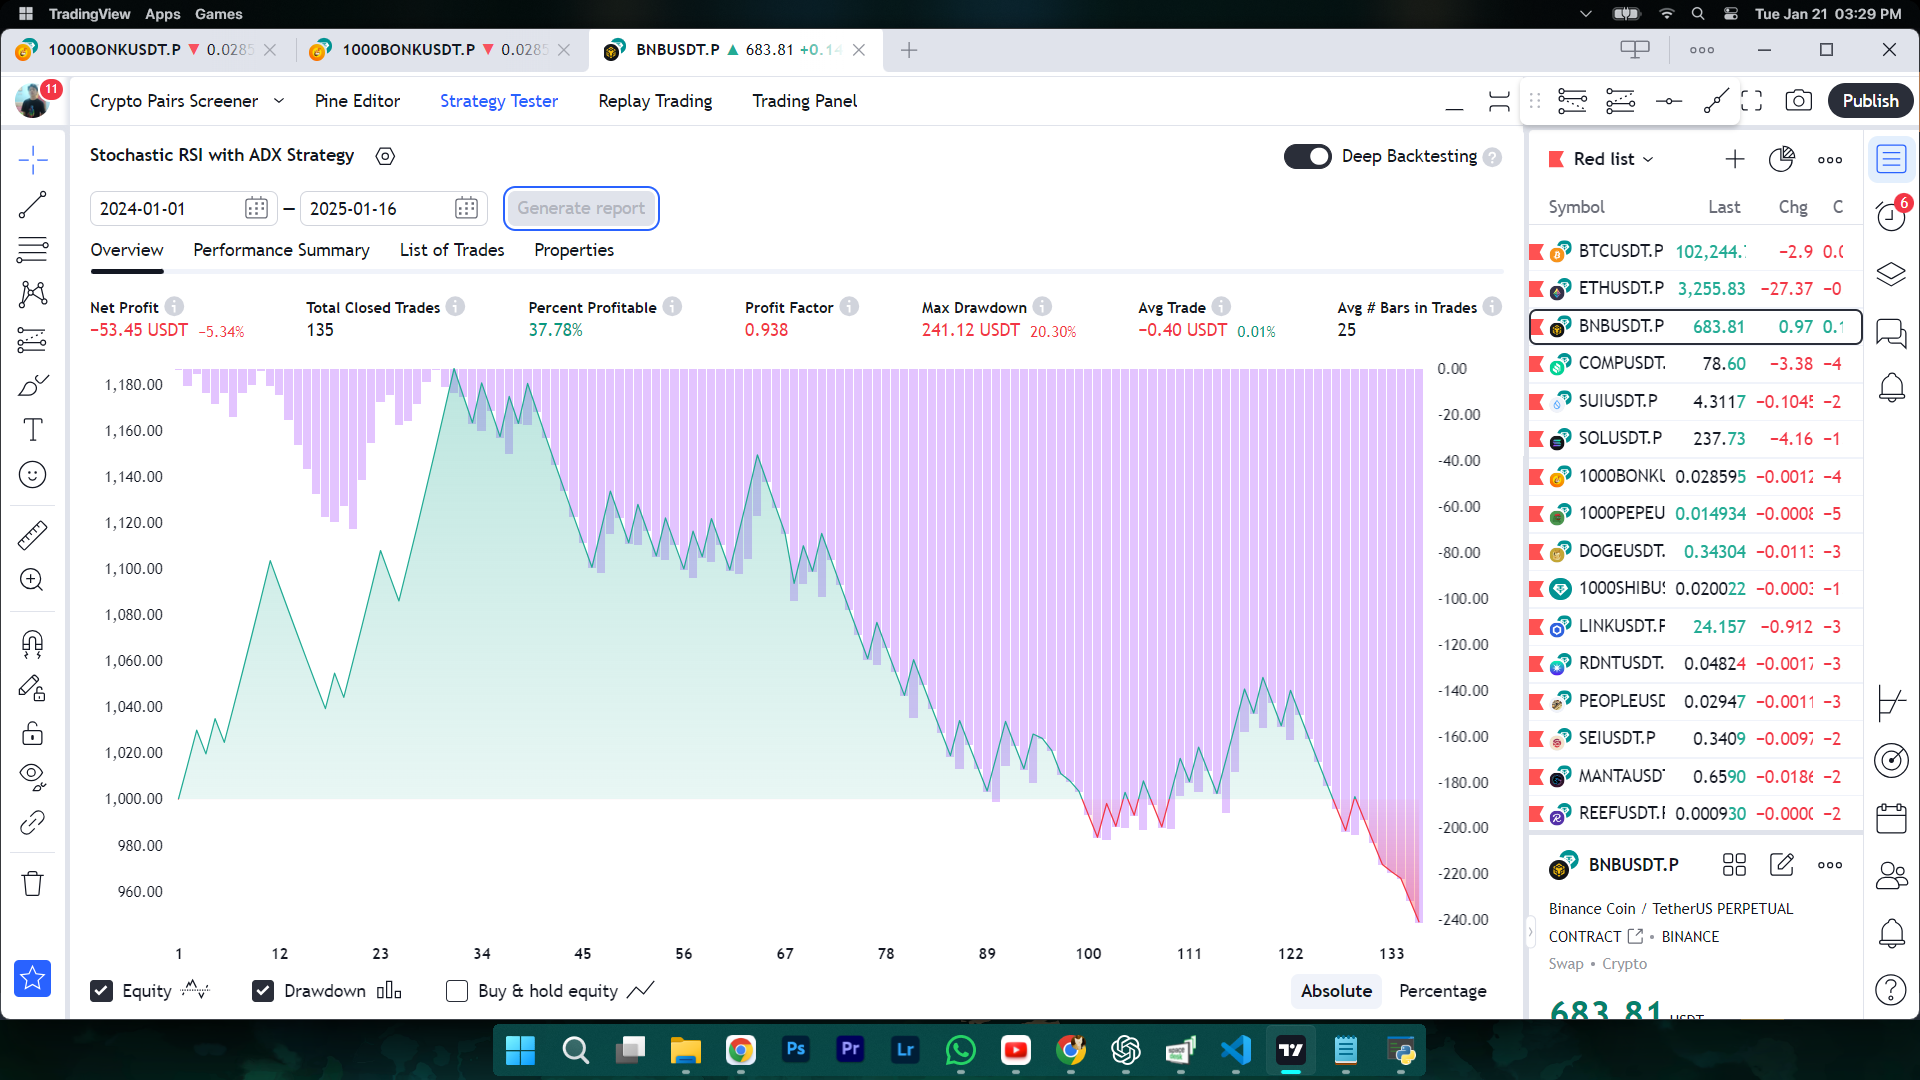 TradingView Apps Games
Tue Jan 21 03:29 PM
1000BONKUSDT.P ▼ 0.0285
1000BONKUSDT.P ▼ 0.0285
BNBUSDT.P ▲ 683.81 +0.14
11
Crypto Pairs Screener
Pine Editor
Strategy Tester
Replay Trading
Trading Panel
Publish
Stochastic RSI with ADX Strategy
Deep Backtesting
2024-01-01 — 2025-01-16
Generate report
Overview
Performance Summary
List of Trades
Properties
Net Profit
−53.45 USDT −5.34%
Total Closed Trades
135
Percent Profitable
37.78%
Profit Factor
0.938
Max Drawdown
241.12 USDT 20.30%
Avg Trade
−0.40 USDT 0.01%
Avg # Bars in Trades
25
1,180.00
1,160.00
1,140.00
1,120.00
1,100.00
1,080.00
1,060.00
1,040.00
1,020.00
1,000.00
980.00
960.00
0.00
-20.00
-40.00
-60.00
-80.00
-100.00
-120.00
-140.00
-160.00
-180.00
-200.00
-220.00
-240.00
1 12 23 34 45 56 67 78 89 100 111 122 133
Equity
Drawdown
Buy & hold equity
Absolute
Percentage
Red list
Symbol Last Chg C
BTCUSDT.P 102,244. −2.9 0.0
ETHUSDT.P 3,255.83 −27.37 −0
BNBUSDT.P 683.81 0.97 0.1
COMPUSDT. 78.60 −3.38 −4
SUIUSDT.P 4.3117 −0.1045 −2
SOLUSDT.P 237.73 −4.16 −1
1000BONKU 0.028595 −0.0012 −4
1000PEPEU 0.014934 −0.0008 −5
DOGEUSDT. 0.34304 −0.0113 −3
1000SHIBUS 0.020022 −0.0003 −1
LINKUSDT.P 24.157 −0.912 −3
RDNTUSDT. 0.04824 −0.0017 −3
PEOPLEUSD 0.02947 −0.0011 −3
SEIUSDT.P 0.3409 −0.0097 −2
MANTAUSDT 0.6590 −0.0186 −2
REEFUSDT.P 0.000930 −0.0000 −2
6
BNBUSDT.P
Binance Coin / TetherUS PERPETUAL
CONTRACT • BINANCE
Swap • Crypto
683.81 USDT
Ps
Pr
Lr